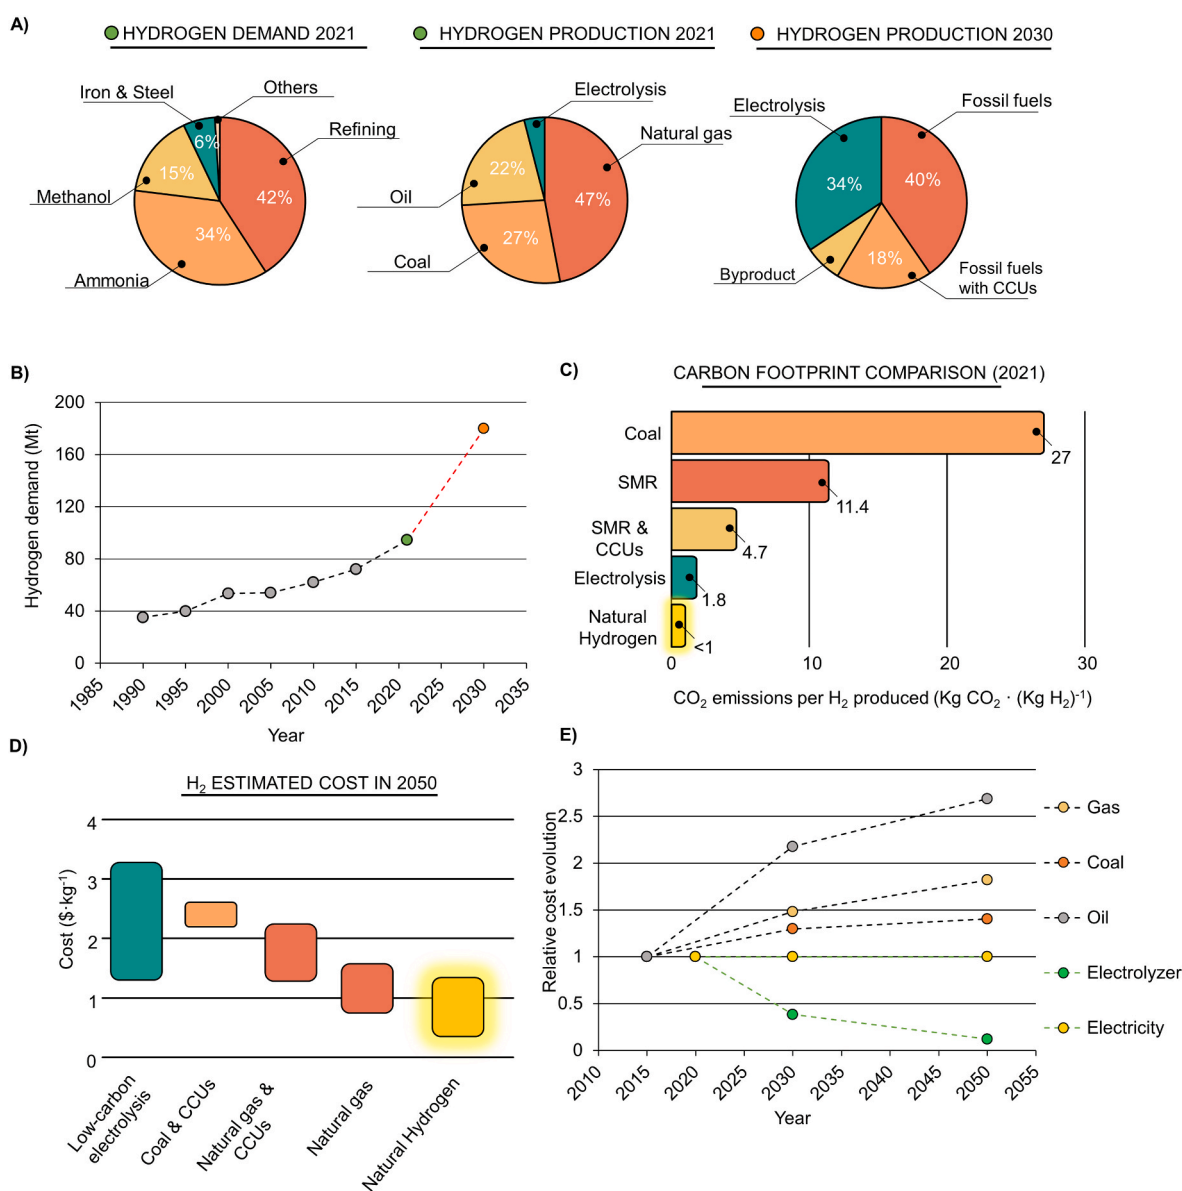 A)
HYDROGEN DEMAND 2021
HYDROGEN PRODUCTION 2021
HYDROGEN PRODUCTION 2030
Iron & Steel
Others
Refining
Methanol
Ammonia
6%
15%
42%
34%
Electrolysis
Natural gas
Oil
Coal
22%
47%
27%
Electrolysis
Fossil fuels
34%
40%
18%
Byproduct
Fossil fuels
with CCUs
B)
Hydrogen demand (Mt)
200
160
120
80
40
0
1985
1990
1995
2000
2005
2010
2015
2020
2025
2030
2035
Year
C)
CARBON FOOTPRINT COMPARISON (2021)
Coal
27
SMR
11.4
SMR &
CCUs
4.7
Electrolysis
1.8
Natural
Hydrogen
<1
0
10
20
30
CO₂ emissions per H₂ produced (Kg CO₂ · (Kg H₂)⁻¹)
D)
H₂ ESTIMATED COST IN 2050
Cost ($·kg⁻¹)
4
3
2
1
0
Low-carbon
electrolysis
Coal & CCUs
Natural gas &
CCUs
Natural gas
Natural Hydrogen
E)
Relative cost evolution
3
2.5
2
1.5
1
0.5
0
2010
2015
2020
2025
2030
2035
2040
2045
2050
2055
Year
Gas
Coal
Oil
Electrolyzer
Electricity